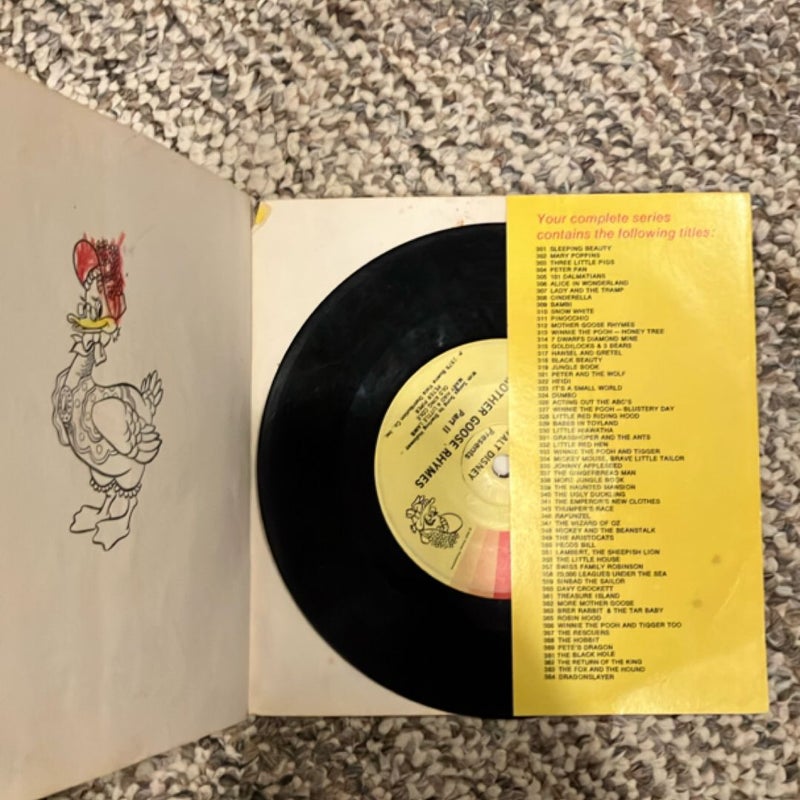 Your complete series
contains the following titles:
301 SLEEPING BEAUTY
302 MARY POPPINS
303 THREE LITTLE PIGS
304 PETER PAN
305 101 DALMATIANS
306 ALICE IN WONDERLAND
307 LADY AND THE TRAMP
308 CINDERELLA
309 BAMBI
310 SNOW WHITE
311 PINOCCHIO
312 MOTHER GOOSE RHYMES
313 WINNIE THE POOH — HONEY TREE
314 7 DWARFS DIAMOND MINE
315 GOLDILOCKS & 3 BEARS
317 HANSEL AND GRETEL
318 BLACK BEAUTY
319 JUNGLE BOOK
PETER AND THE WOLF
322 HEIDI
323 IT'S A SMALL WORLD
324 DUMBO
326 ACTING OUT THE ABC'S
327 WINNIE THE POOH — BLUSTERY DAY
328 LITTLE RED RIDING HOOD
329 BABES IN TOYLAND
330 LITTLE HIAWATHA
331 GRASSHOPER AND THE ANTS
332 LITTLE RED HEN
333 WINNIE THE POOH AND TIGGER
334 MICKEY MOUSE, BRAVE LITTLE TAILOR
335 JOHNNY APPLESEED
337 THE GINGERBREAD MAN
338 MORE JUNGLE BOOK
339 THE HAUNTED MANSION
340 THE UGLY DUCKLING
341 THE EMPEROR'S NEW CLOTHES
343 THUMPER'S RACE
346 RAPUNZEL
347 THE WIZARD OF OZ
348 MICKEY AND THE BEANSTALK
349 THE ARISTOCATS
350 PECOS BILL
351 LAMBERT, THE SHEEPISH LION
THE LITTLE HOUSE
357 SWISS FAMILY ROBINSON
358 20,000 LEAGUES UNDER THE SEA
359 SINBAD THE SAILOR
360 DAVY CROCKETT
361 TREASURE ISLAND
362 MORE MOTHER GOOSE
363 BRER RABBIT & THE TAR BABY
365 ROBIN HOOD
366 WINNIE THE POOH AND TIGGER TOO
367 THE RESCUERS
368 THE HOBBIT
369 PETE'S DRAGON
381 THE BLACK HOLE
382 THE RETURN OF THE KING
383 THE FOX AND THE HOUND
384 DRAGONSLAYER
WALT DISNEY
Presents
MOTHER GOOSE RHYMES
Part II